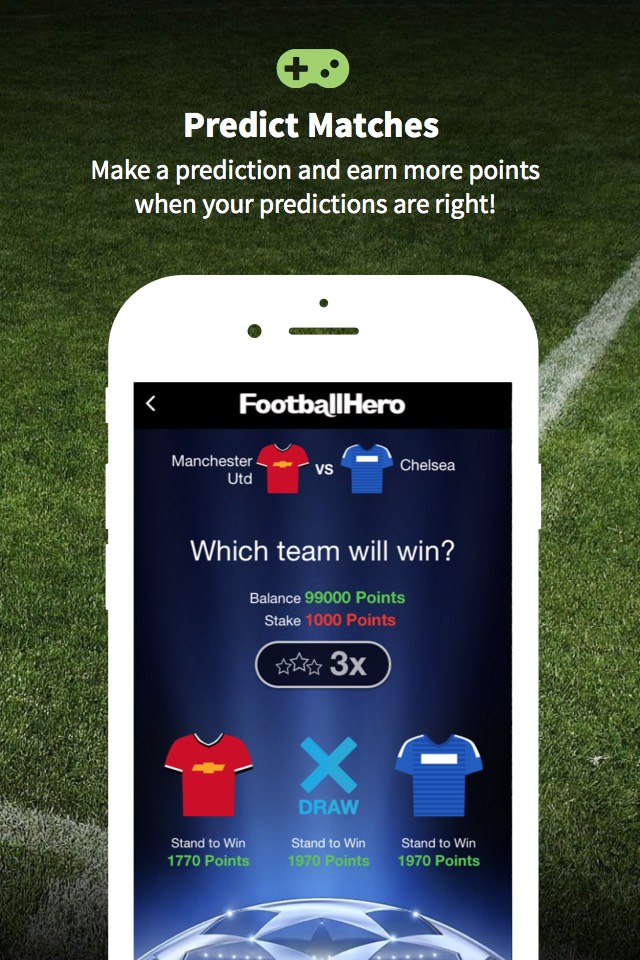 Predict Matches
Make a prediction and earn more points
when your predictions are right!
FootballHero
Manchester
Utd
vs
Chelsea
Which team will win?
Balance 99000 Points
Stake 1000 Points
3x
DRAW
Stand to Win
1770 Points
Stand to Win
1970 Points
Stand to Win
1970 Points